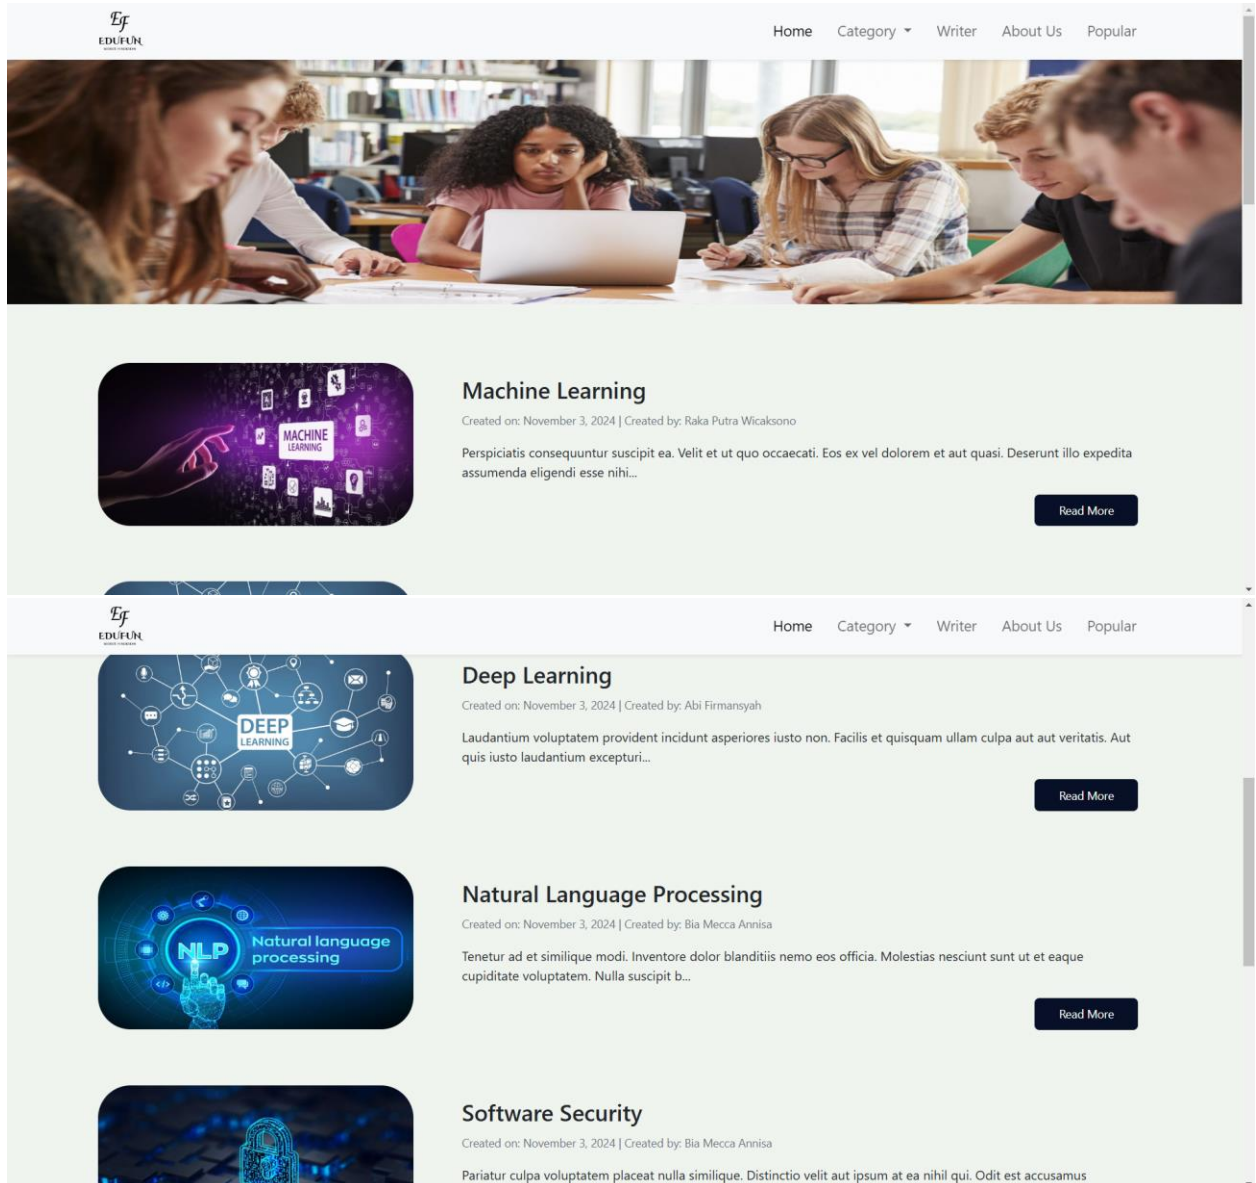 EF
EDUFUN
Home Category Writer About Us Popular
MACHINE
LEARNING
Machine Learning
Created on: November 3, 2024 | Created by: Raka Putra Wicaksono
Perspiciatis consequuntur suscipit ea. Velit et ut quo occaecati. Eos ex vel dolorem et aut quasi. Deserunt illo expedita
assumenda eligendi esse nihi...
Read More
EF
EDUFUN
Home Category Writer About Us Popular
DEEP
LEARNING
Deep Learning
Created on: November 3, 2024 | Created by: Abi Firmansyah
Laudantium voluptatem provident incidunt asperiores iusto non. Facilis et quisquam ullam culpa aut aut veritatis. Aut
quis iusto laudantium excepturi...
Read More
NLP
Natural language
processing
</>
Natural Language Processing
Created on: November 3, 2024 | Created by: Bia Mecca Annisa
Tenetur ad et similique modi. Inventore dolor blanditiis nemo eos officia. Molestias nesciunt sunt ut et eaque
cupiditate voluptatem. Nulla suscipit b...
Read More
Software Security
Created on: November 3, 2024 | Created by: Bia Mecca Annisa
Pariatur culpa voluptatem placeat nulla similique. Distinctio velit aut ipsum at ea nihil qui. Odit est accusamus